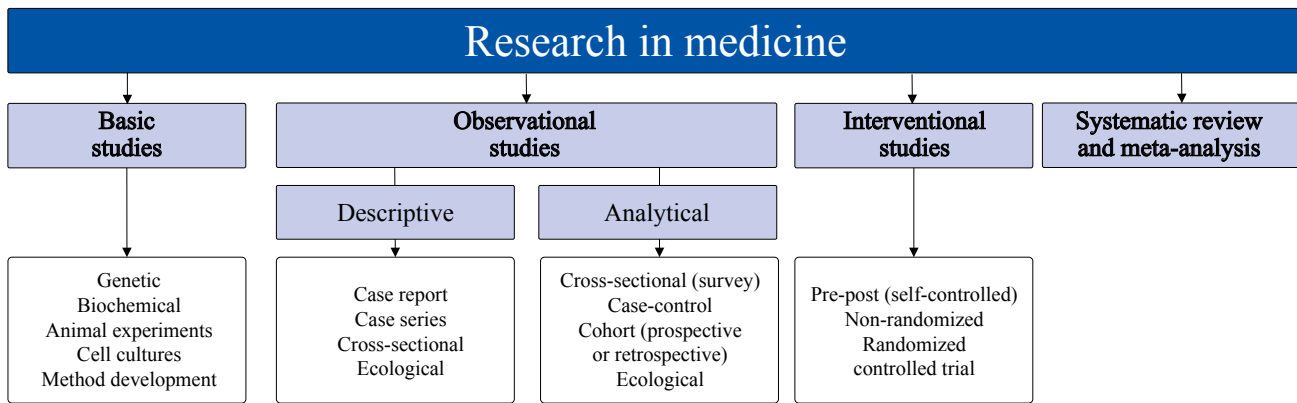 Research in medicine
Basic
studies
Observational
studies
Interventional
studies
Systematic review
and meta-analysis
Descriptive
Analytical
Genetic
Biochemical
Animal experiments
Cell cultures
Method development
Case report
Case series
Cross-sectional
Ecological
Cross-sectional (survey)
Case-control
Cohort (prospective
or retrospective)
Ecological
Pre-post (self-controlled)
Non-randomized
Randomized
controlled trial